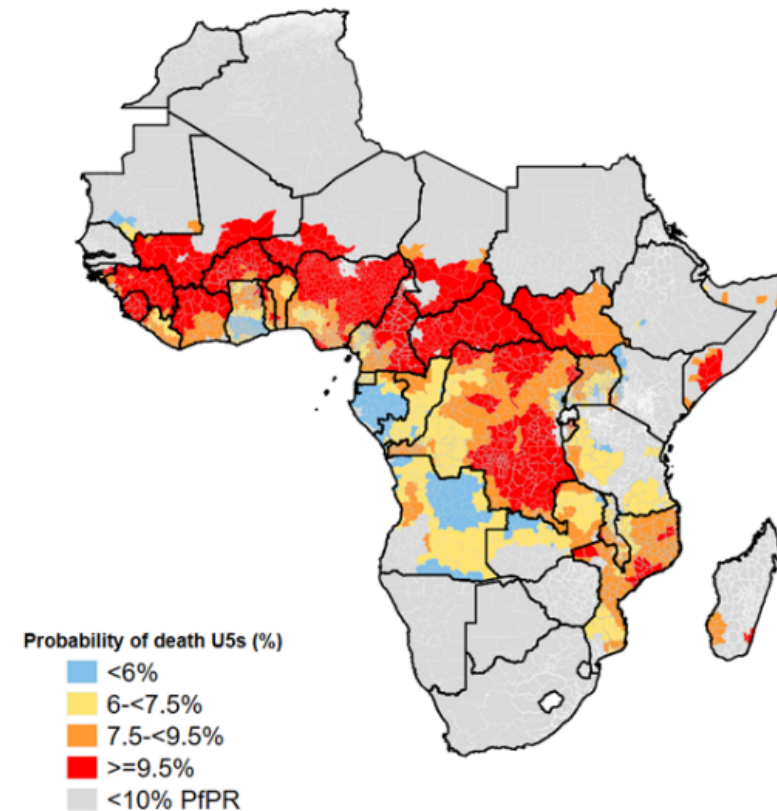 Probability of death U5s (%)
<6%
6-<7.5%
7.5-<9.5%
>=9.5%
<10% PfPR